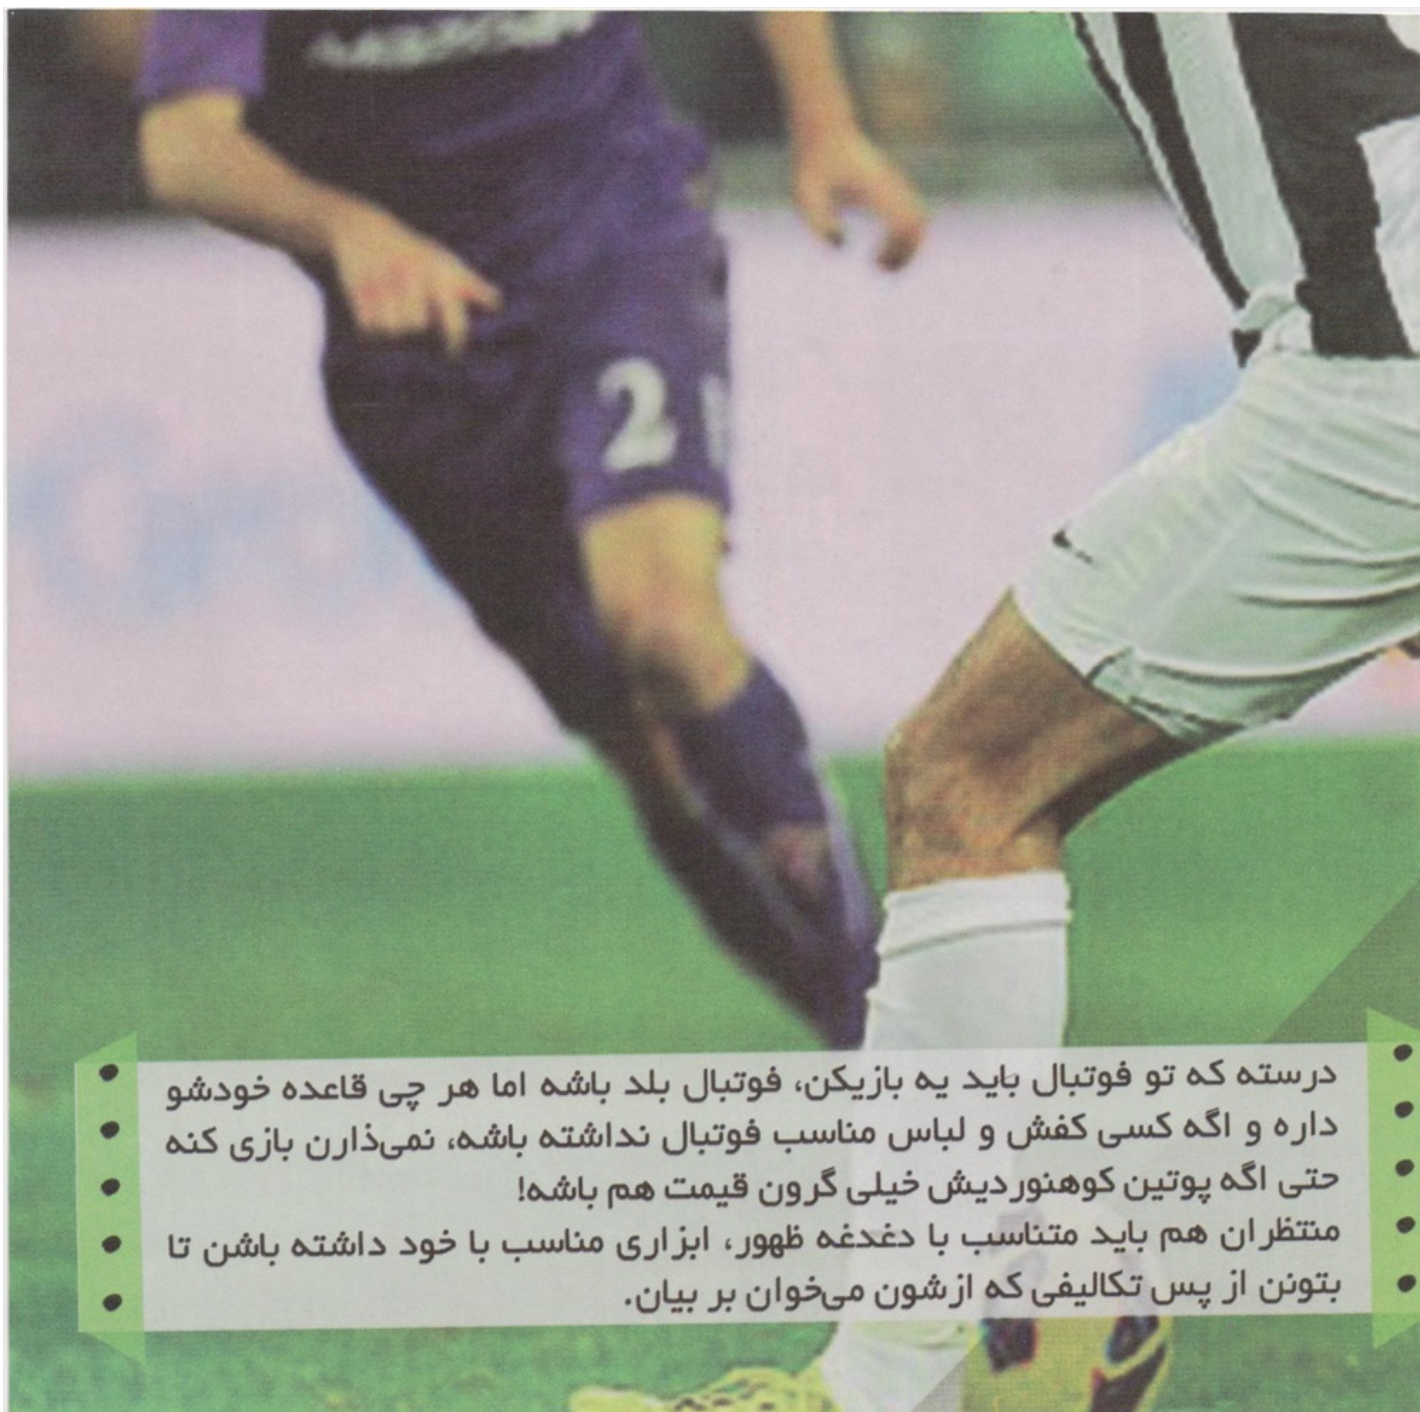 2
درسته که تو فوتبال باید یه بازیکن، فوتبال بلد باشه اما هر چی قاعده خودشو
داره و اگه کسی کفش و لباس مناسب فوتبال نداشته باشه، نمی‌ذارن بازی کنه
حتی اگه پوتین کوهنوردیش خیلی گرون قیمت هم باشه!
منتظران هم باید متناسب با دغدغه ظهور، ابزاری مناسب با خود داشته باشن تا
بتونن از پس تکالیفی که ازشون می‌خوان بر بیان.